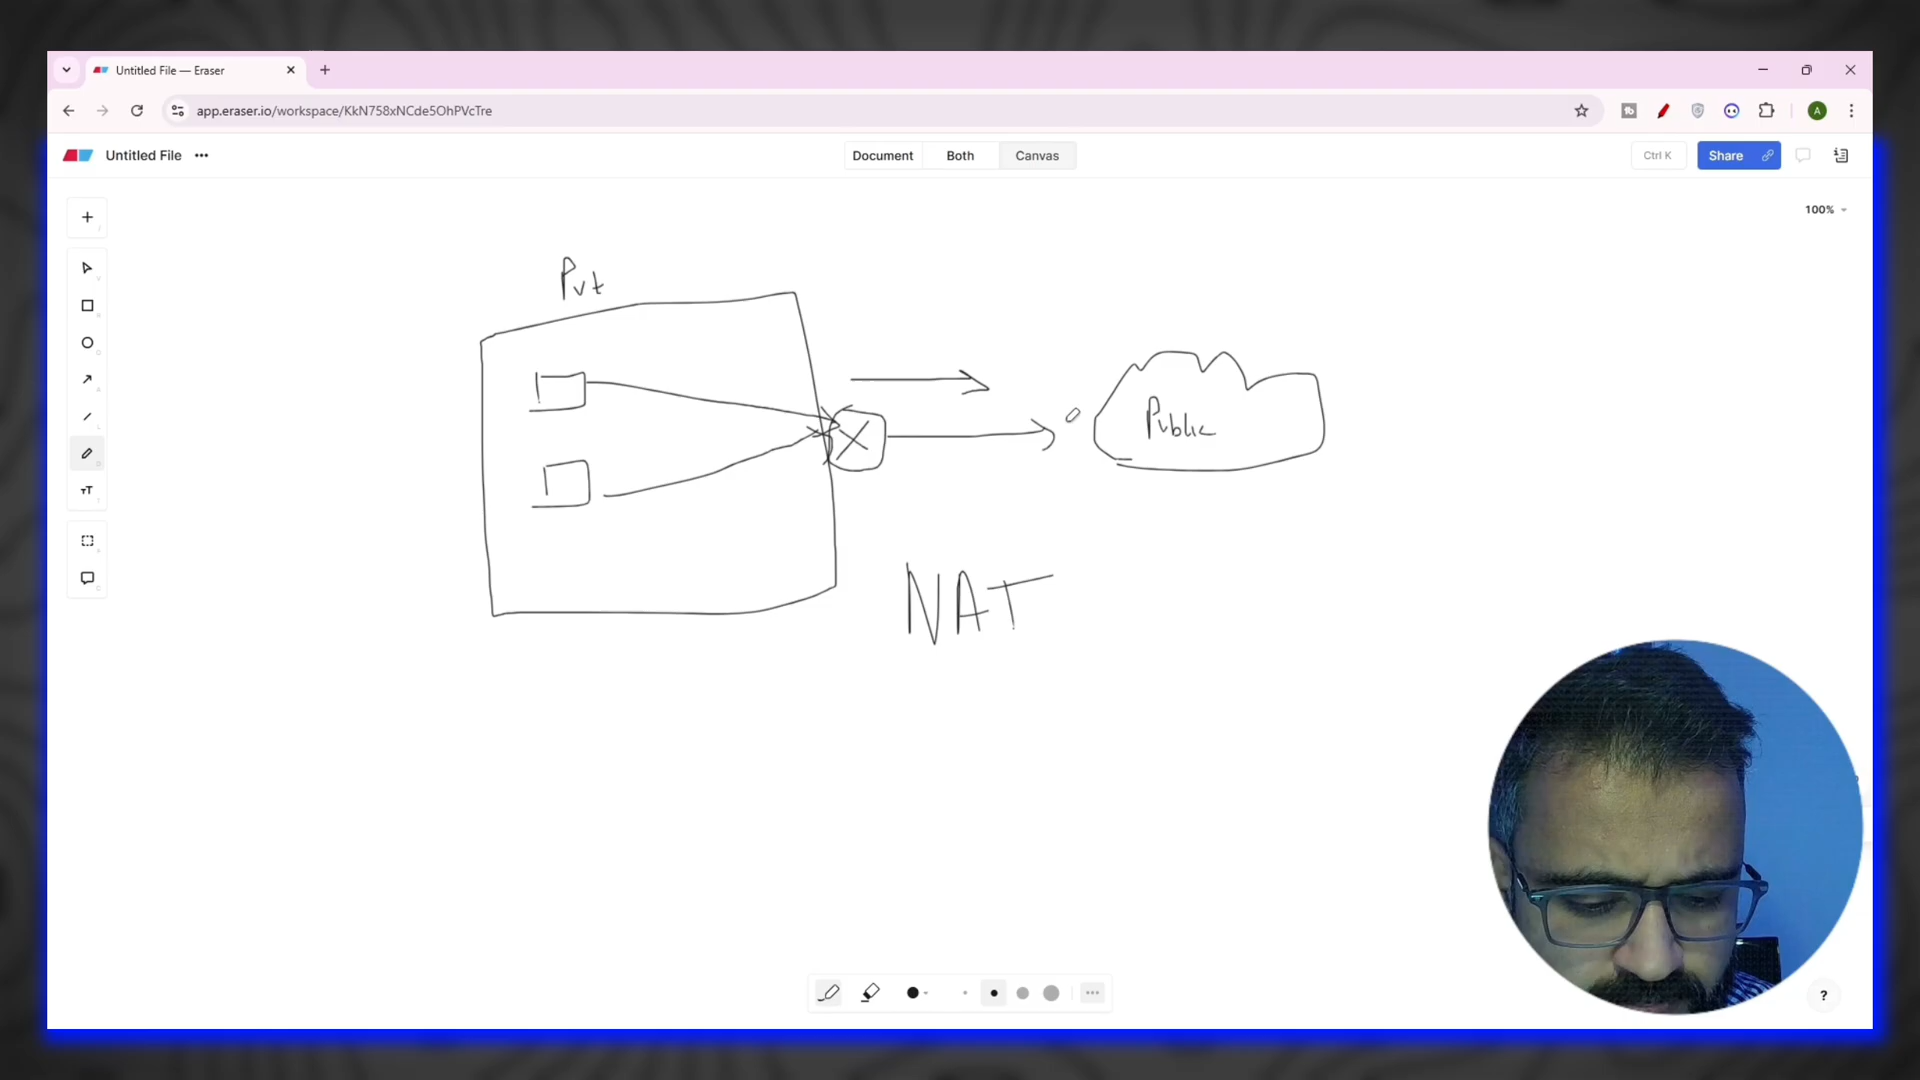 Untitled File — Eraser
app.eraser.io/workspace/KkN758xNCde5OhPVcTre
A
Untitled File
Document
Both
Canvas
Ctrl K
Share
100%
Pvt
Public
NAT
?